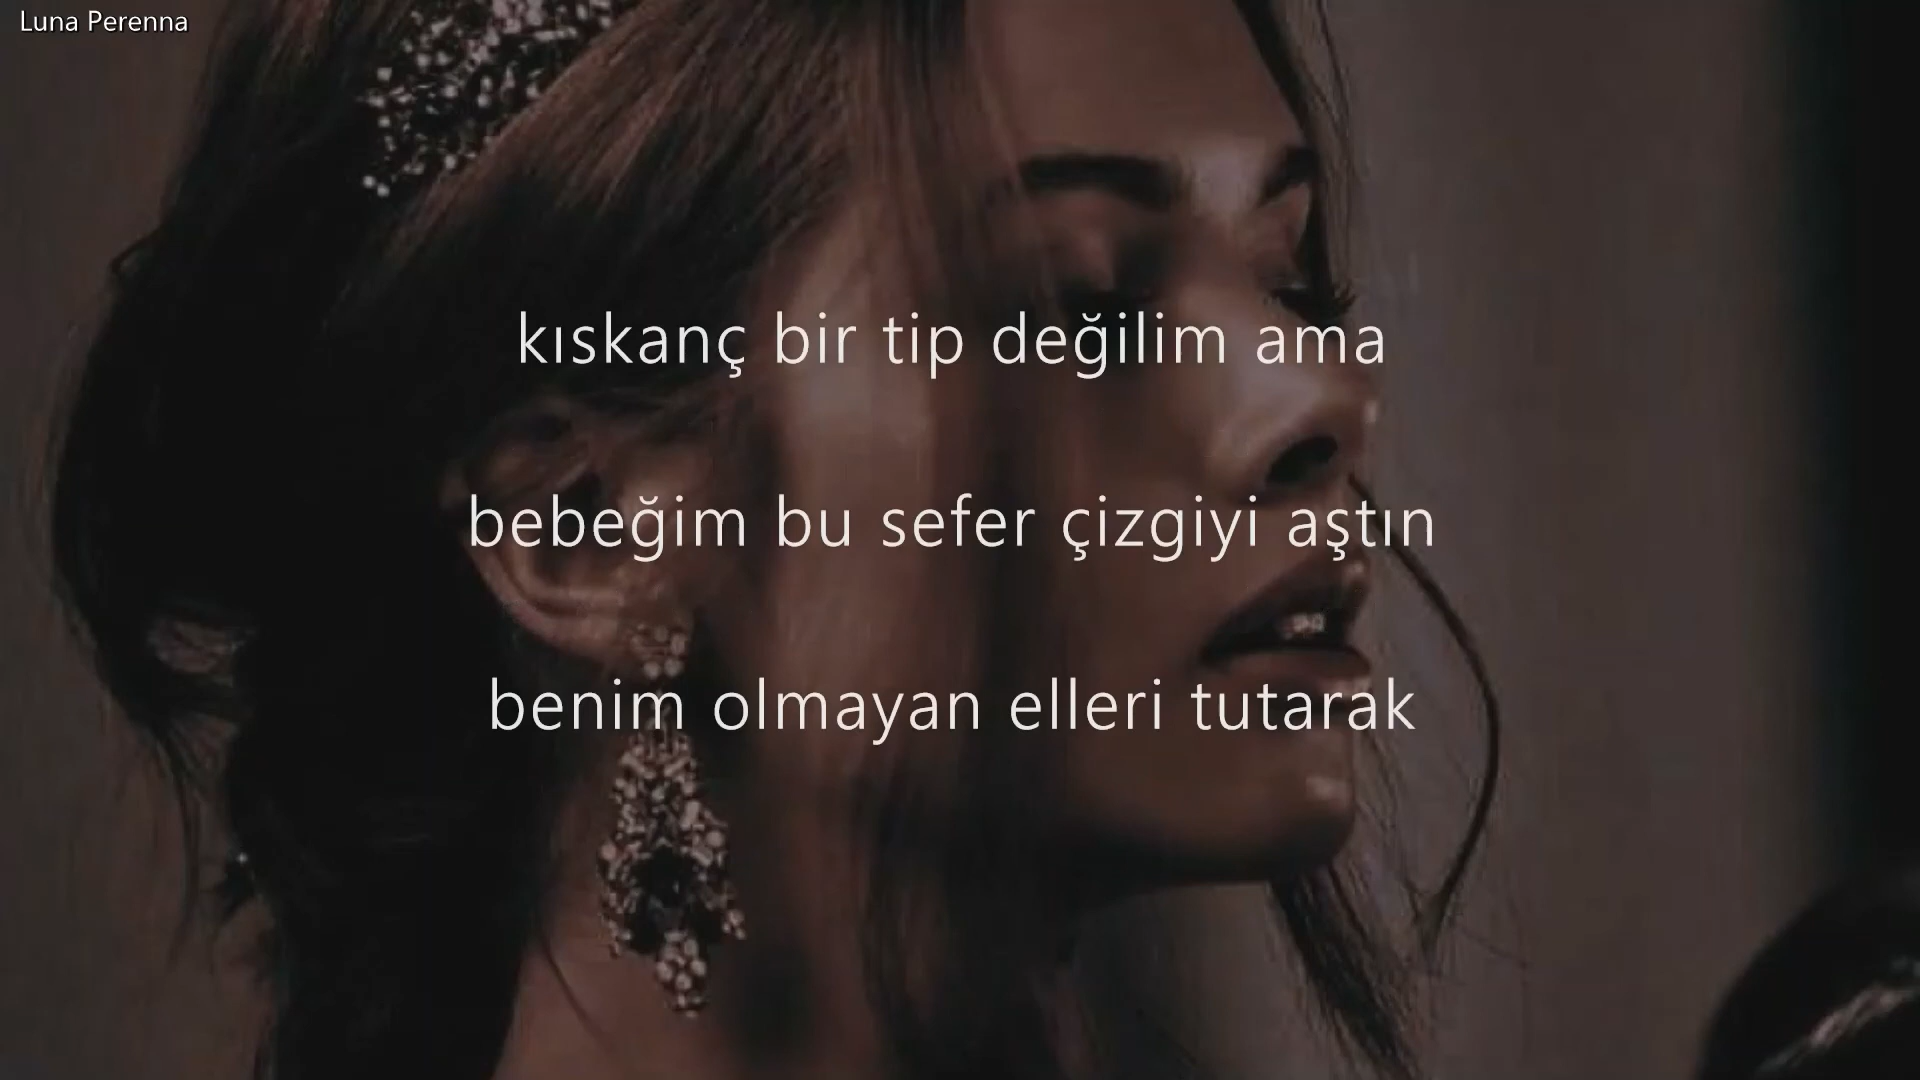 Luna Perenna
kıskanç bir tip değilim ama
bebeğim bu sefer çizgiyi aştın
benim olmayan elleri tutarak